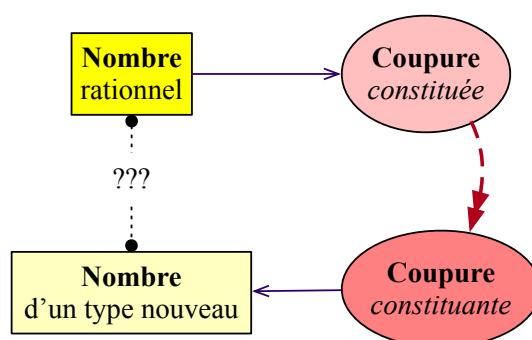 Nombre
rationnel
Coupure
constituée
???
Nombre
d'un type nouveau
Coupure
constituante